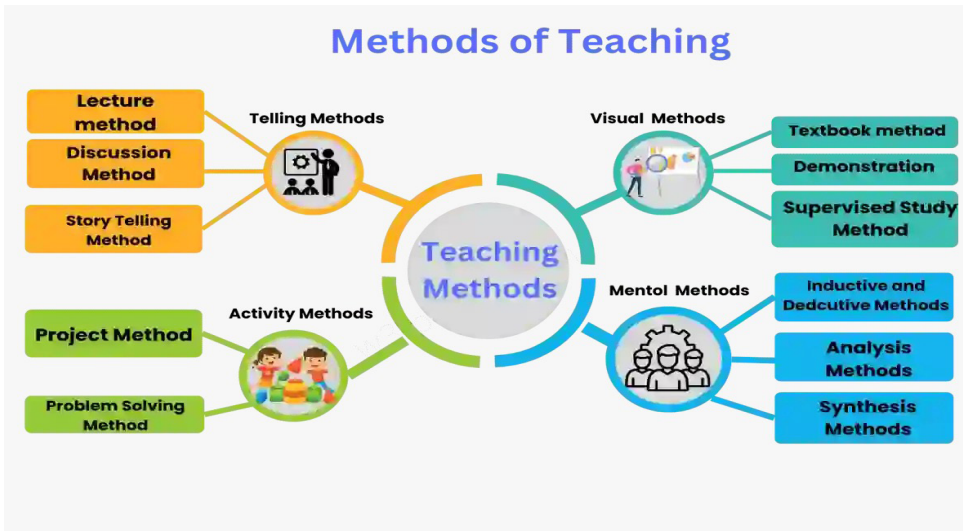 Methods of Teaching
Telling Methods
Lecture
method
Discussion
Method
Story Telling
Method
Visual Methods
Textbook method
Demonstration
Supervised Study
Method
Teaching
Methods
Activity Methods
Project Method
Problem Solving
Method
Mentol Methods
Inductive and
Dedcutive Methods
Analysis
Methods
Synthesis
Methods